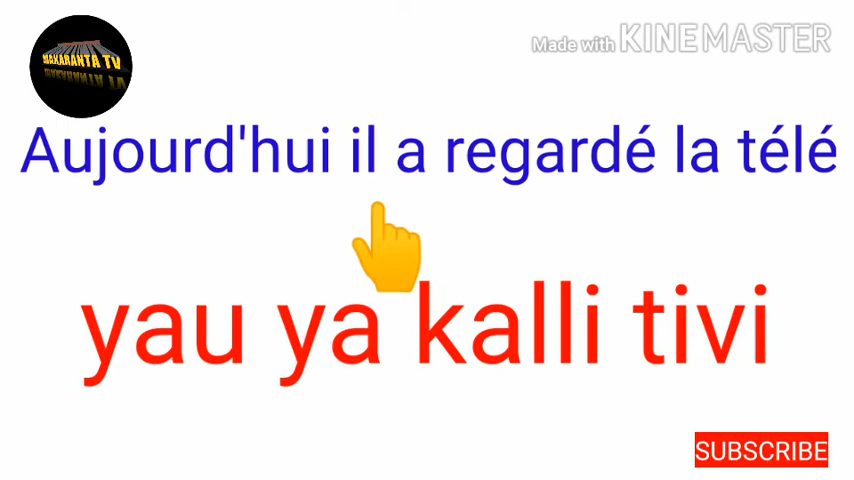 MAKARANTA TV
Made with KINEMASTER
Aujourd'hui il a regardé la télé
yau ya kalli tivi
SUBSCRIBE